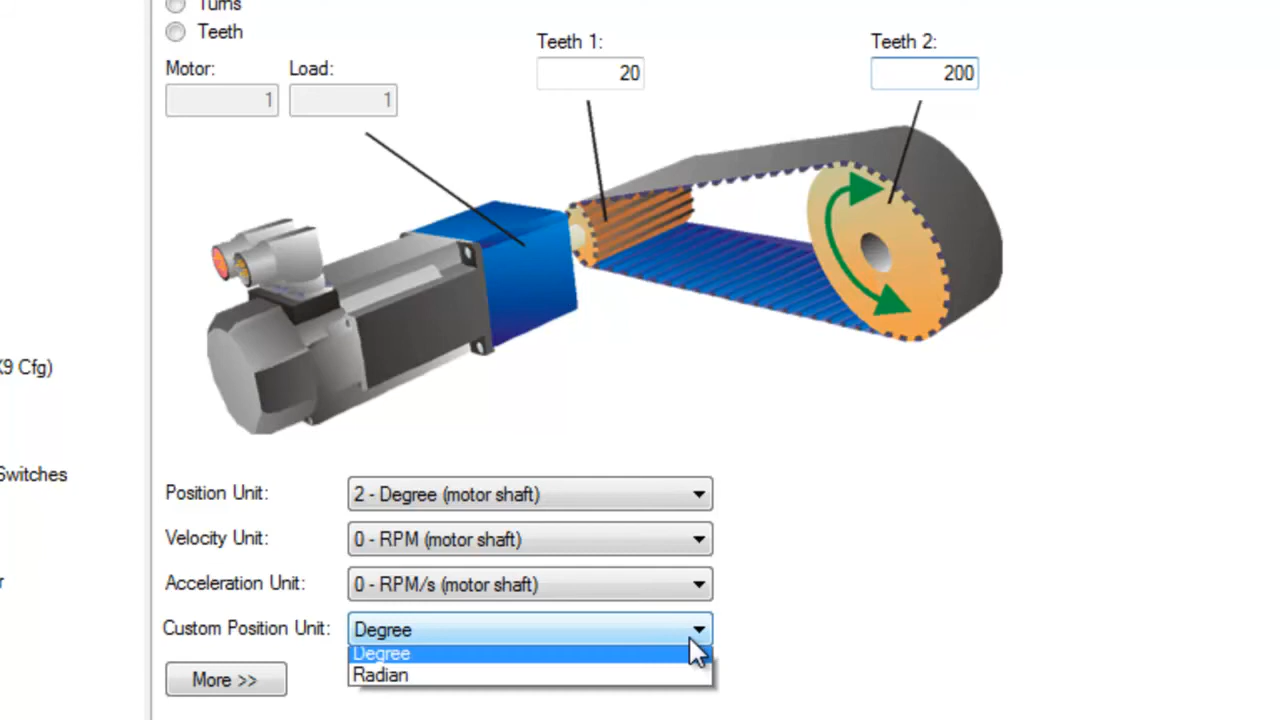 Turns
Teeth
Motor: Load: Teeth 1: Teeth 2:
1 1 20 200
Cfg)
Switches
Position Unit: 2 - Degree (motor shaft)
Velocity Unit: 0 - RPM (motor shaft)
Acceleration Unit: 0 - RPM/s (motor shaft)
Custom Position Unit: Degree
Degree
Radian
More >>